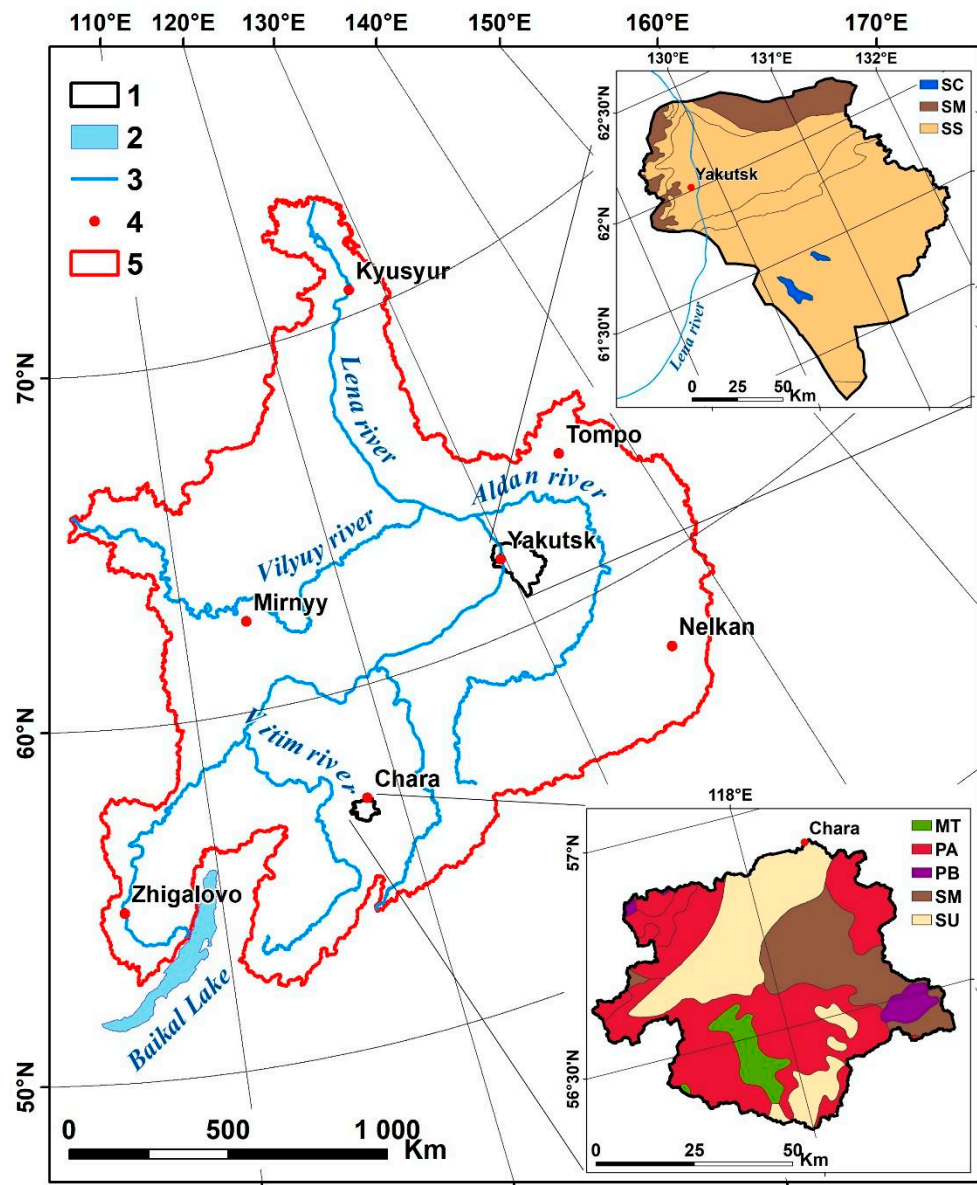 110°E 120°E 130°E 140°E 150°E 160°E 170°E
1
2
3
4
5
70°N
60°N
50°N
Kyusyur
Lena river
Tompo
Aldan river
Vilyuy river
Yakutsk
Mirnyy
Nelkan
Vitim river
Chara
Zhigalovo
Baikal Lake
0 500 1 000 Km
130°E 131°E 132°E
62°30'N
62°N
61°30'N
SC
SM
SS
Yakutsk
Lena river
0 25 50 Km
118°E
57°N
56°30'N
Chara
MT
PA
PB
SM
SU
0 25 50 Km